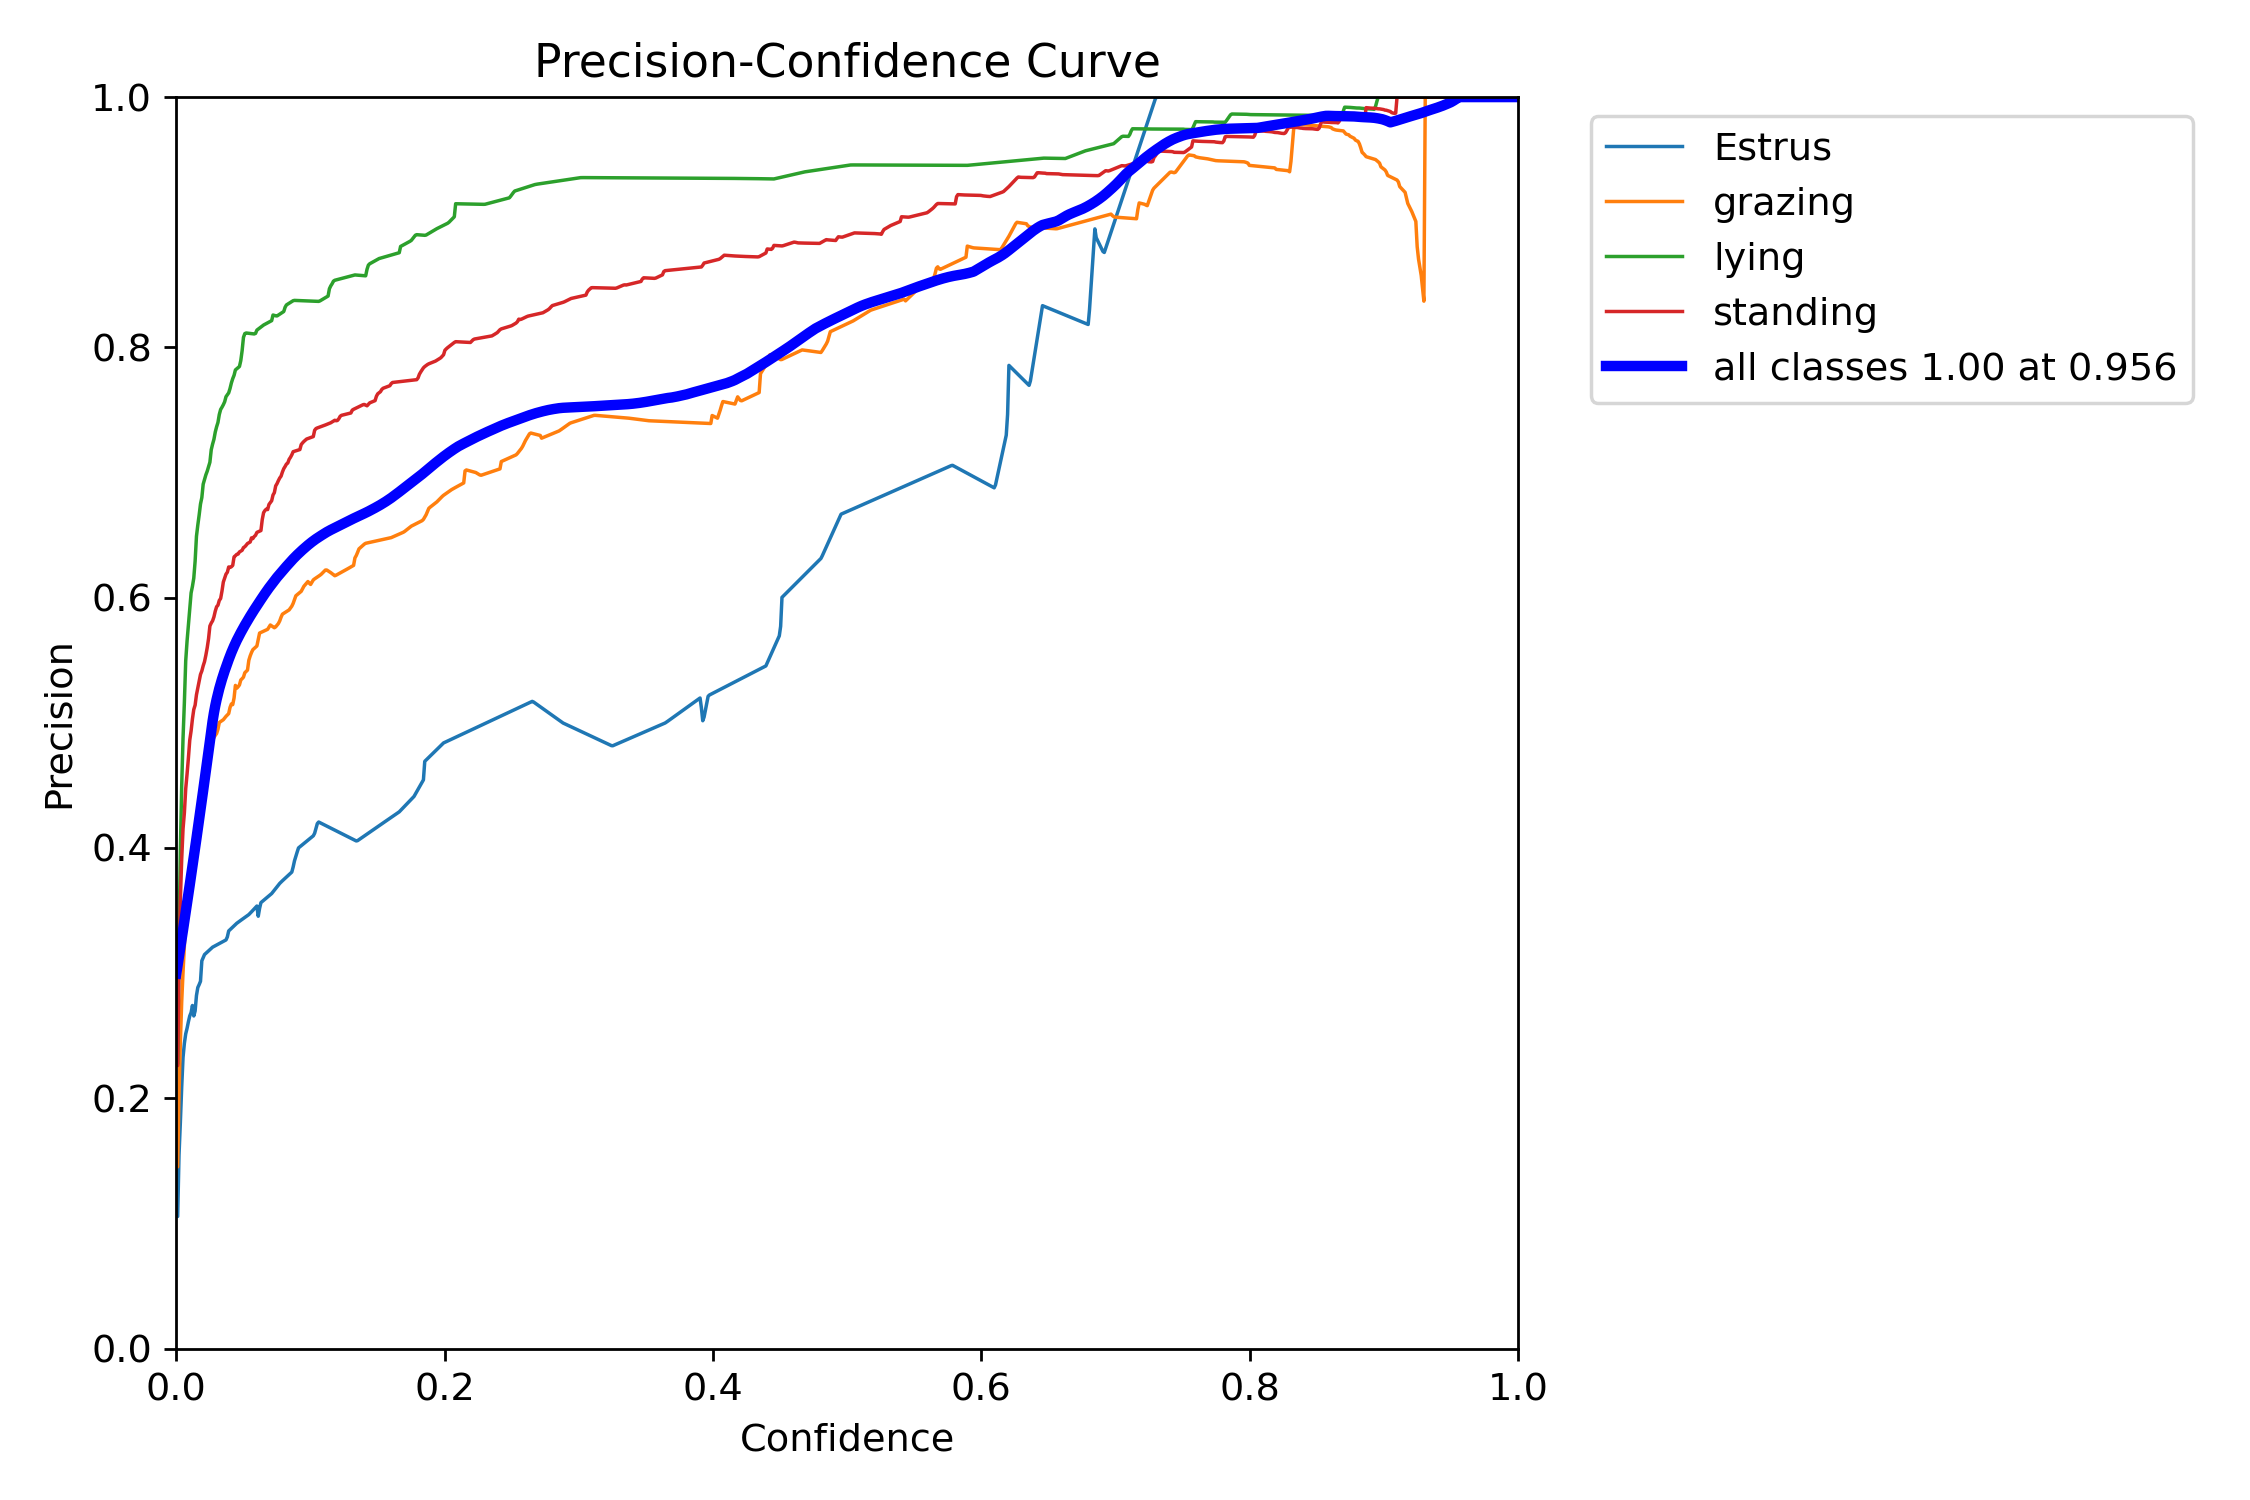 Precision-Confidence Curve
1.0
0.8
0.6
0.4
0.2
0.0
Precision
0.0 0.2 0.4 0.6 0.8 1.0
Confidence
Estrus
grazing
lying
standing
all classes 1.00 at 0.956